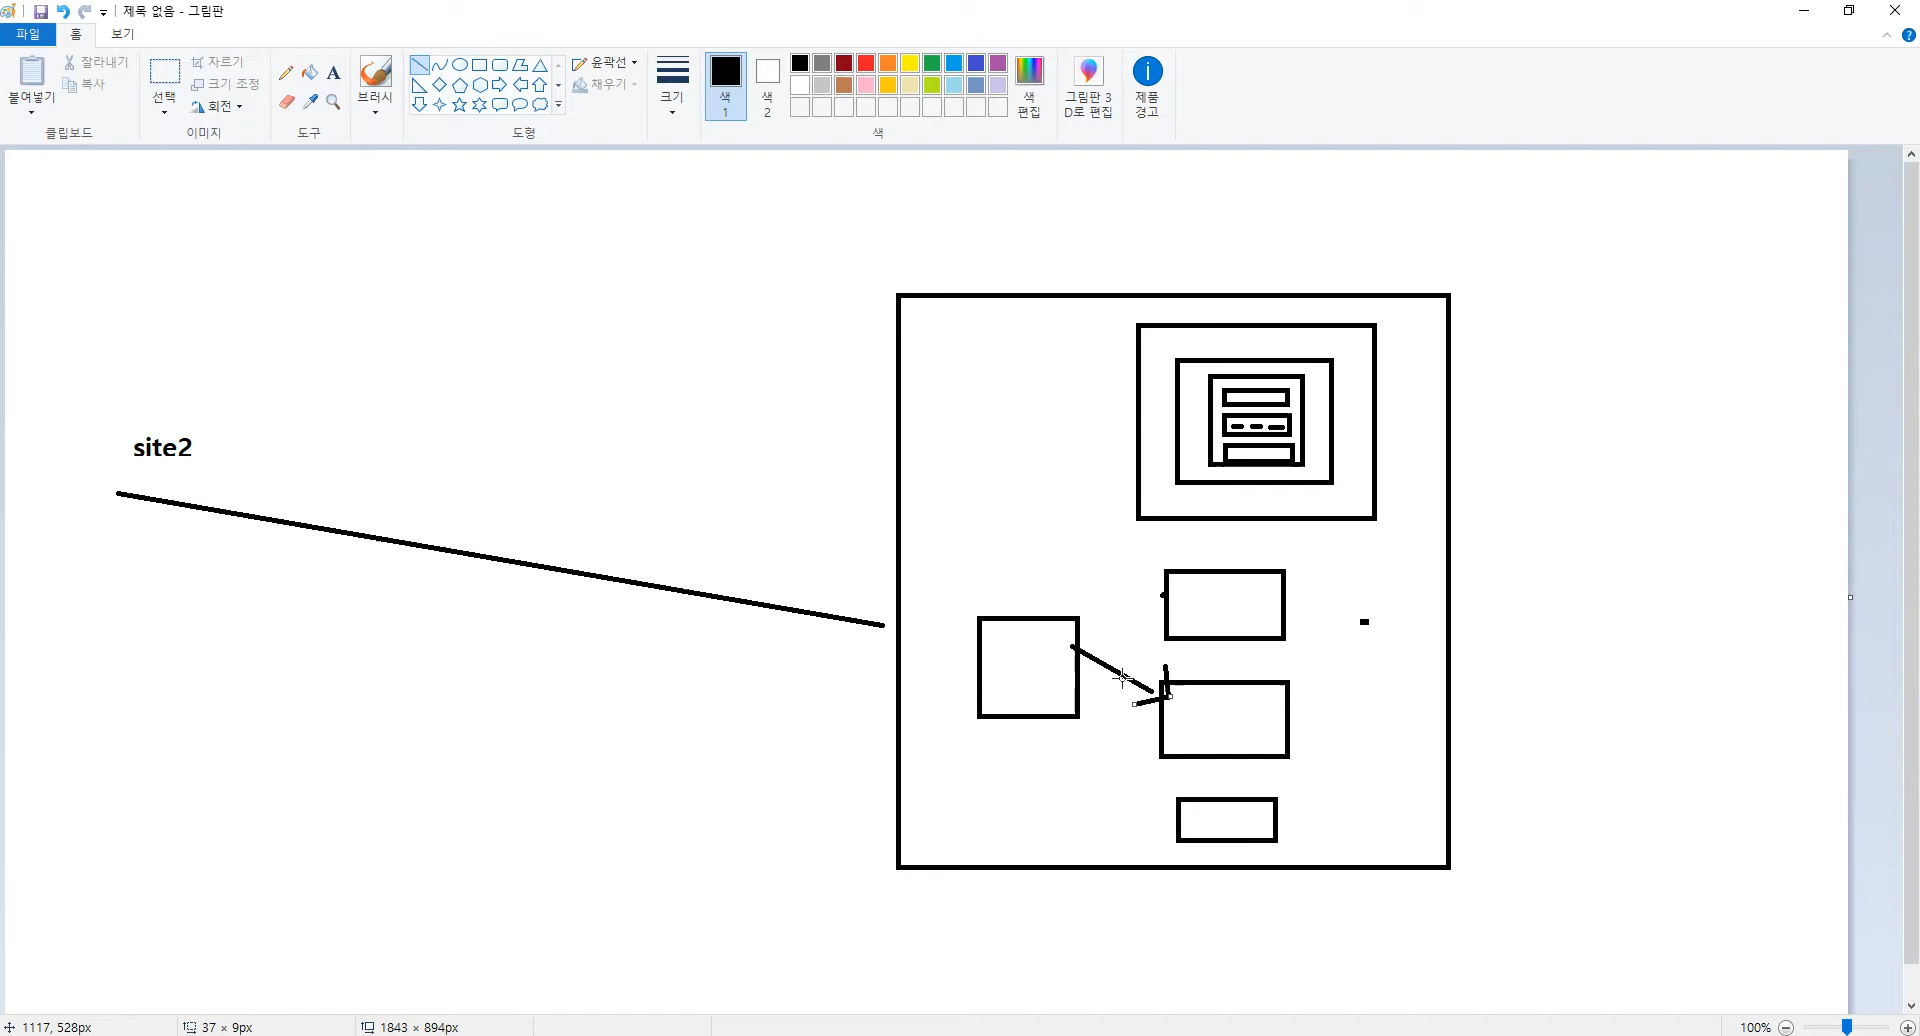 제목 없음 - 그림판
파일 홈 보기
잘라내기
복사
붙여넣기
클립보드
선택
자르기
크기 조정
회전
이미지
A
도구
브러시
도형
윤곽선
채우기
크기
색
1
색
2
색
편집
색
그림판 3
D로 편집
제품
경고
site2
1117, 528px
37 × 9px
1843 × 894px
100%